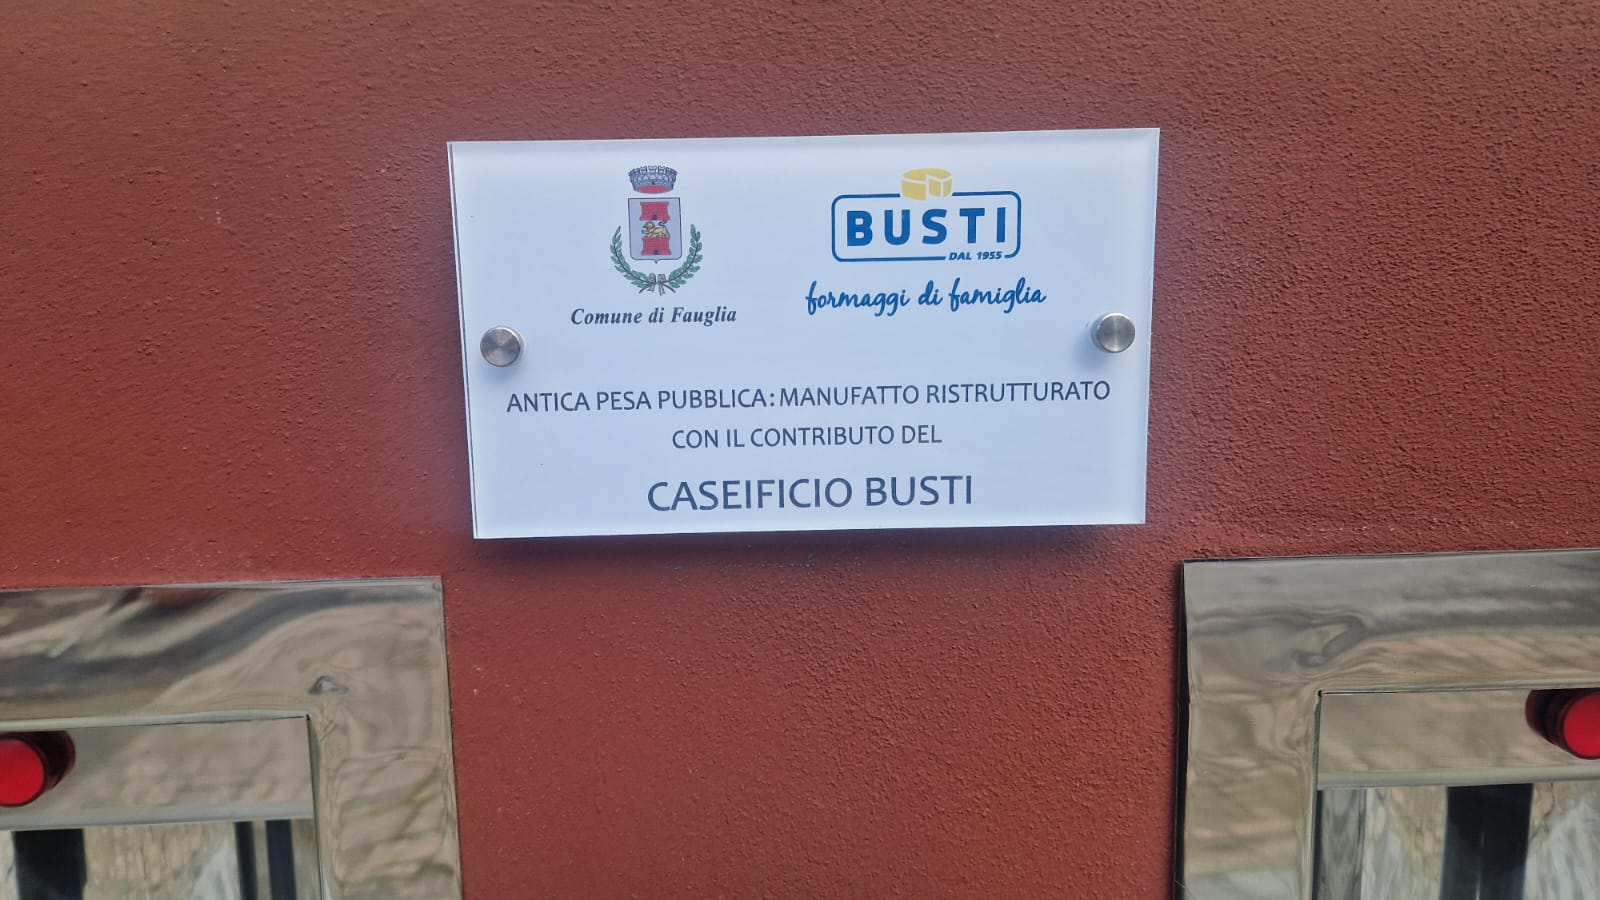 Comune di Fauglia
BUSTI
DAL 1955
formaggi di famiglia
ANTICA PESA PUBBLICA: MANUFATTO RISTRUTTURATO
CON IL CONTRIBUTO DEL
CASEIFICIO BUSTI